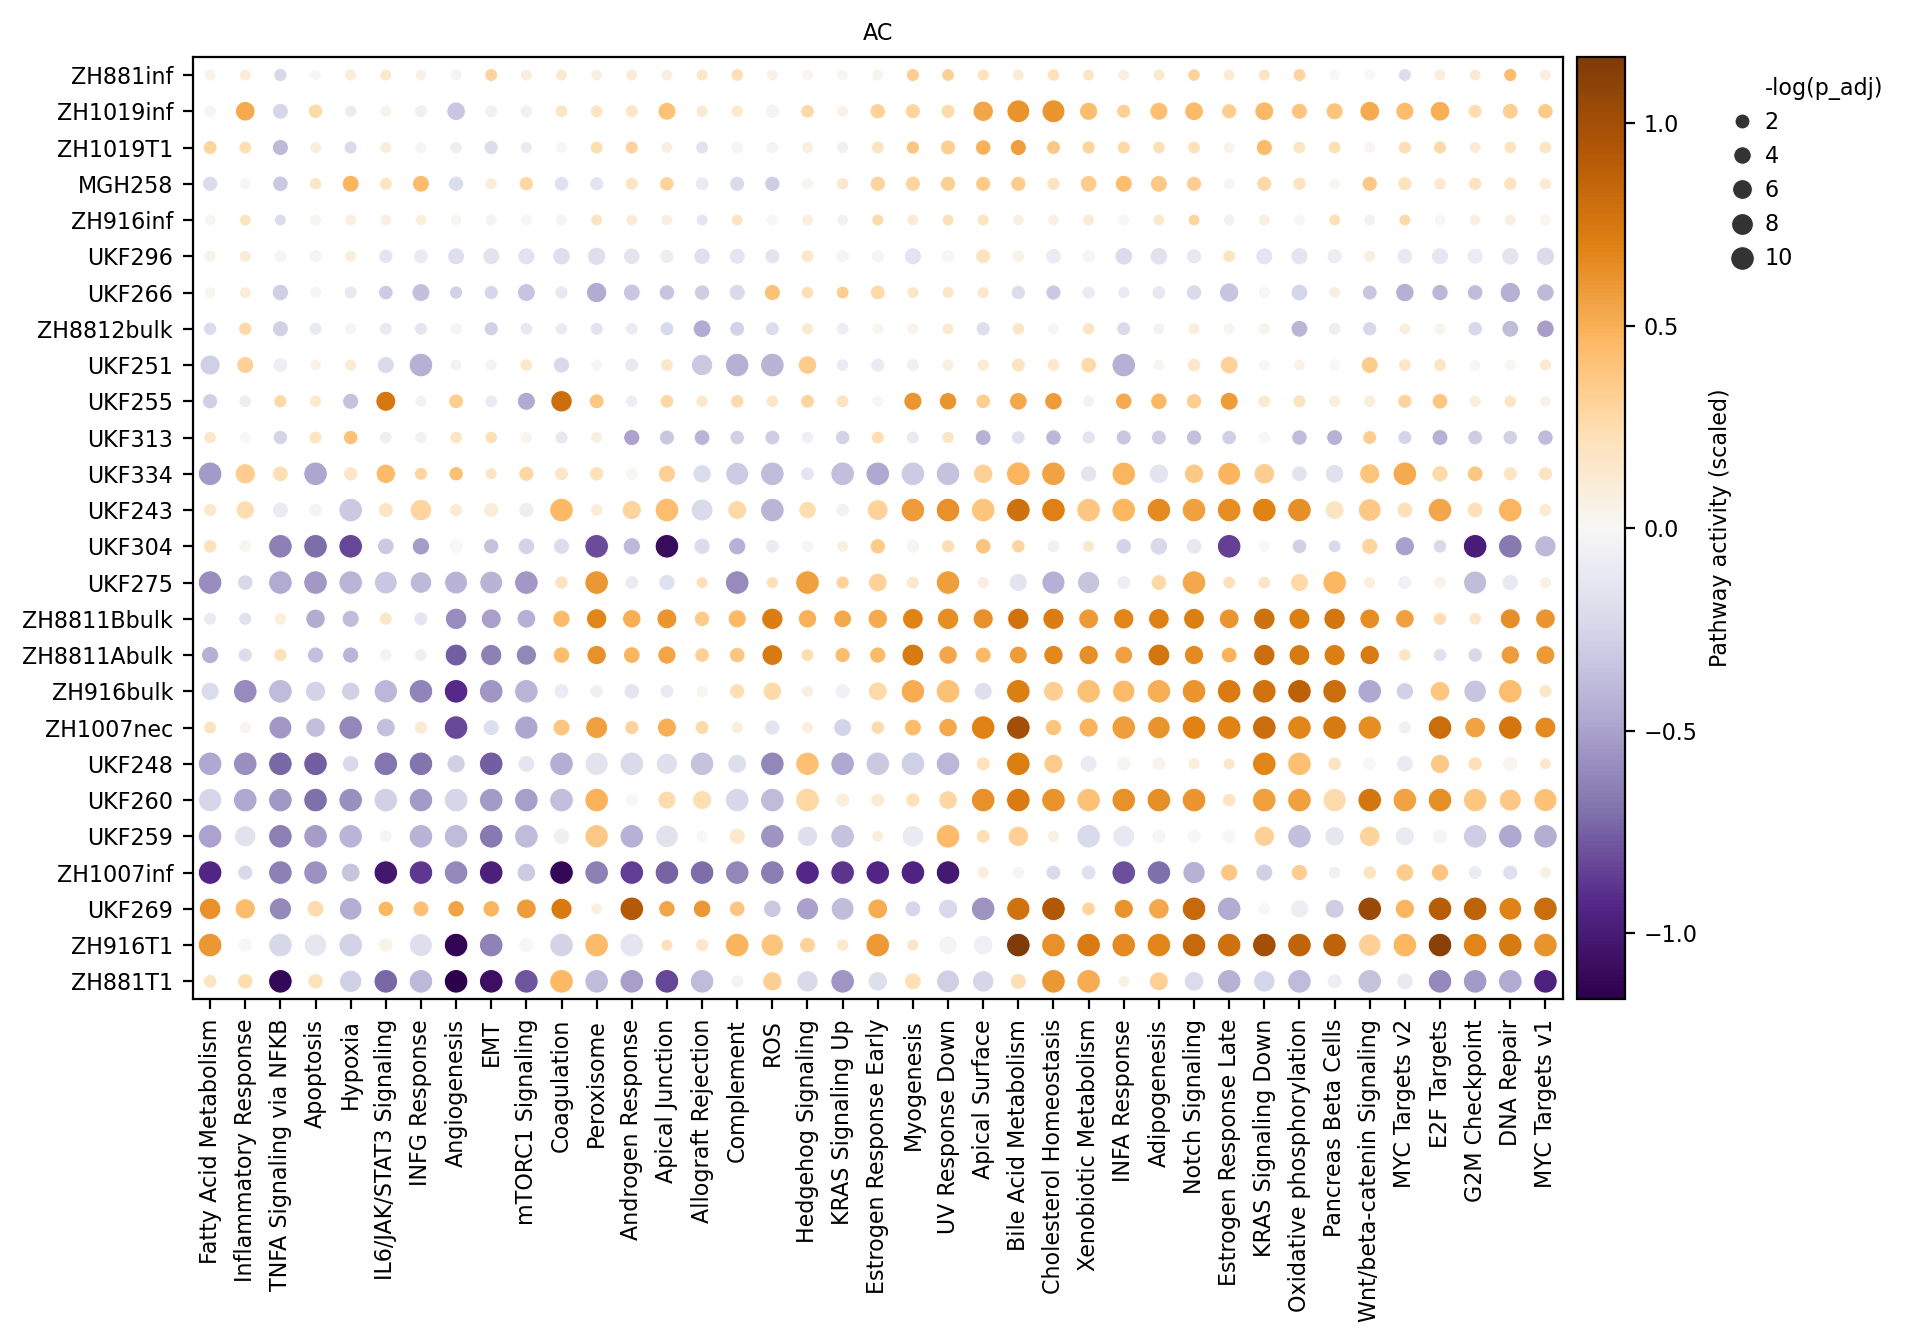 AC
ZH881inf
ZH1019inf
ZH1019T1
MGH258
ZH916inf
UKF296
UKF266
ZH8812bulk
UKF251
UKF255
UKF313
UKF334
UKF243
UKF304
UKF275
ZH8811Bbulk
ZH8811Abulk
ZH916bulk
ZH1007nec
UKF248
UKF260
UKF259
ZH1007inf
UKF269
ZH916T1
ZH881T1
Fatty Acid Metabolism
Inflammatory Response
TNFA Signaling via NFKB
Apoptosis
Hypoxia
IL6/JAK/STAT3 Signaling
INFG Response
Angiogenesis
EMT
mTORC1 Signaling
Coagulation
Peroxisome
Androgen Response
Apical Junction
Allograft Rejection
Complement
ROS
Hedgehog Signaling
KRAS Signaling Up
Estrogen Response Early
Myogenesis
UV Response Down
Apical Surface
Bile Acid Metabolism
Cholesterol Homeostasis
Xenobiotic Metabolism
INFA Response
Adipogenesis
Notch Signaling
Estrogen Response Late
KRAS Signaling Down
Oxidative phosphorylation
Pancreas Beta Cells
Wnt/beta-catenin Signaling
MYC Targets v2
E2F Targets
G2M Checkpoint
DNA Repair
MYC Targets v1
1.0
0.5
0.0
−0.5
−1.0
Pathway activity (scaled)
-log(p_adj)
2
4
6
8
10